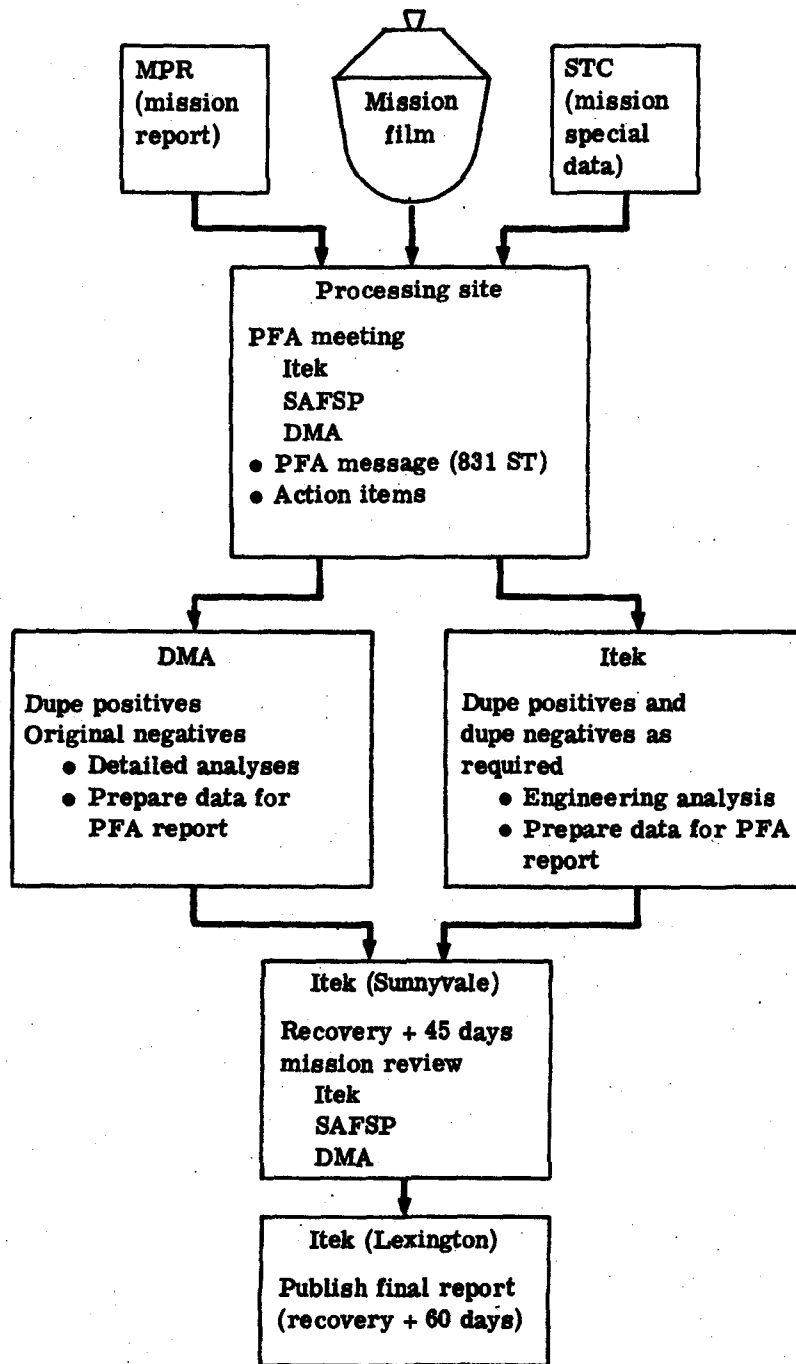 MPR
(mission
report)
Mission
film
STC
(mission
special
data)
Processing site
PFA meeting
Itek
SAFSP
DMA
● PFA message (831 ST)
● Action items
DMA
Dupe positives
Original negatives
● Detailed analyses
● Prepare data for
PFA report
Itek
Dupe positives and
dupe negatives as
required
● Engineering analysis
● Prepare data for PFA
report
Itek (Sunnyvale)
Recovery + 45 days
mission review
Itek
SAFSP
DMA
Itek (Lexington)
Publish final report
(recovery + 60 days)